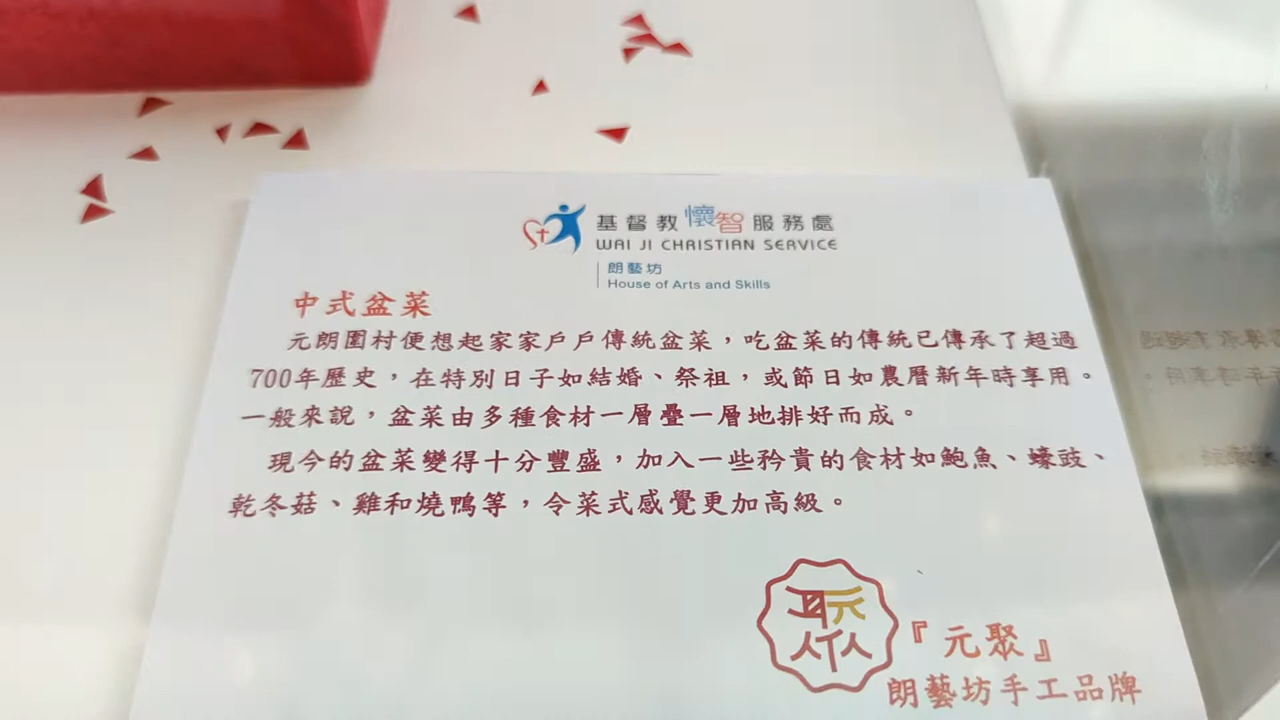 基督教懷智服務處
WAI JI CHRISTIAN SERVICE
朗藝坊
House of Arts and Skills
中式盆菜
元朗圍村便想起家家戶戶傳統盆菜，吃盆菜的傳統已傳承了超過
700年歷史，在特別日子如結婚、祭祖，或節日如農曆新年時享用。
一般來說，盆菜由多種食材一層疊一層地排好而成。
現今的盆菜變得十分豐盛，加入一些矜貴的食材如鮑魚、蠔豉、
乾冬菇、雞和燒鴨等，令菜式感覺更加高級。
『元聚』
朗藝坊手工品牌